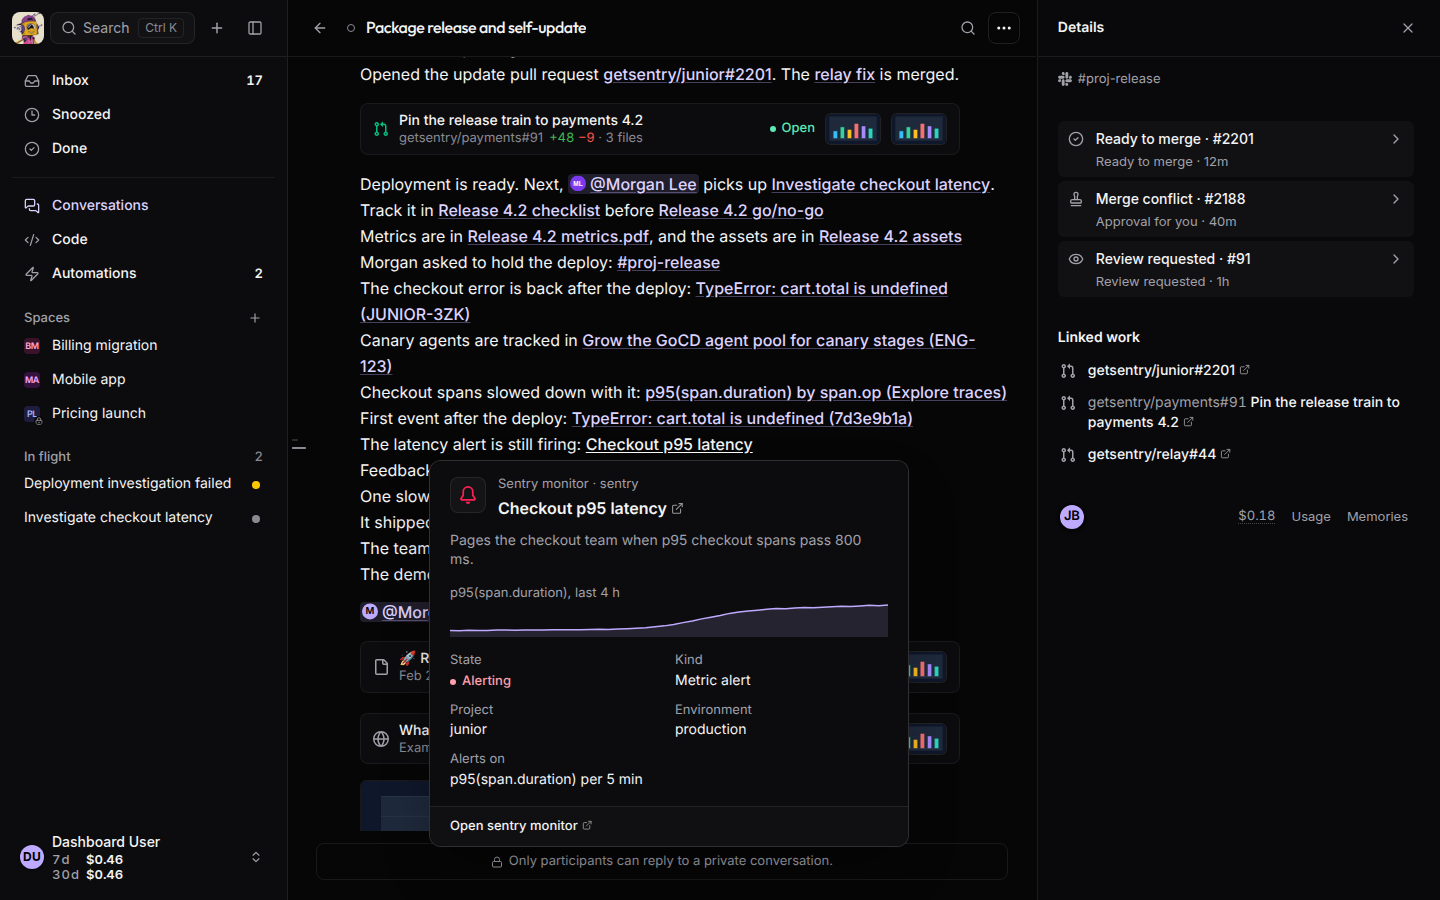 Search Ctrl K
Inbox 17
Snoozed
Done
Conversations
Code
Automations 2
Spaces
BM Billing migration
MA Mobile app
PL Pricing launch
In flight 2
Deployment investigation failed
Investigate checkout latency
DU Dashboard User
7d $0.46
30d $0.46
Package release and self-update
Opened the update pull request getsentry/junior#2201. The relay fix is merged.
Pin the release train to payments 4.2
getsentry/payments#91 +48 −9 · 3 files
Open
Deployment is ready. Next, ML @Morgan Lee picks up Investigate checkout latency.
Track it in Release 4.2 checklist before Release 4.2 go/no-go
Metrics are in Release 4.2 metrics.pdf, and the assets are in Release 4.2 assets
Morgan asked to hold the deploy: #proj-release
The checkout error is back after the deploy: TypeError: cart.total is undefined
(JUNIOR-3ZK)
Canary agents are tracked in Grow the GoCD agent pool for canary stages (ENG-
123)
Checkout spans slowed down with it: p95(span.duration) by span.op (Explore traces)
First event after the deploy: TypeError: cart.total is undefined (7d3e9b1a)
The latency alert is still firing: Checkout p95 latency
Feedback
One slow
It shipped
The team
The demo
M @Mor
R
Feb 2
Wha
Exam
Sentry monitor · sentry
Checkout p95 latency
Pages the checkout team when p95 checkout spans pass 800
ms.
p95(span.duration), last 4 h
State Kind
Alerting Metric alert
Project Environment
junior production
Alerts on
p95(span.duration) per 5 min
Open sentry monitor
Only participants can reply to a private conversation.
Details
#proj-release
Ready to merge · #2201
Ready to merge · 12m
Merge conflict · #2188
Approval for you · 40m
Review requested · #91
Review requested · 1h
Linked work
getsentry/junior#2201
getsentry/payments#91 Pin the release train to
payments 4.2
getsentry/relay#44
JB $0.18 Usage Memories